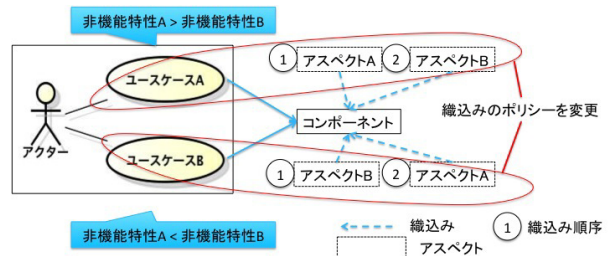 非機能特性A > 非機能特性B
ユースケースA
① アスペクトA ② アスペクトB
織込みのポリシーを変更
コンポーネント
アクター
ユースケースB
① アスペクトB ② アスペクトA
非機能特性A < 非機能特性B
織込み ① 織込み順序
アスペクト